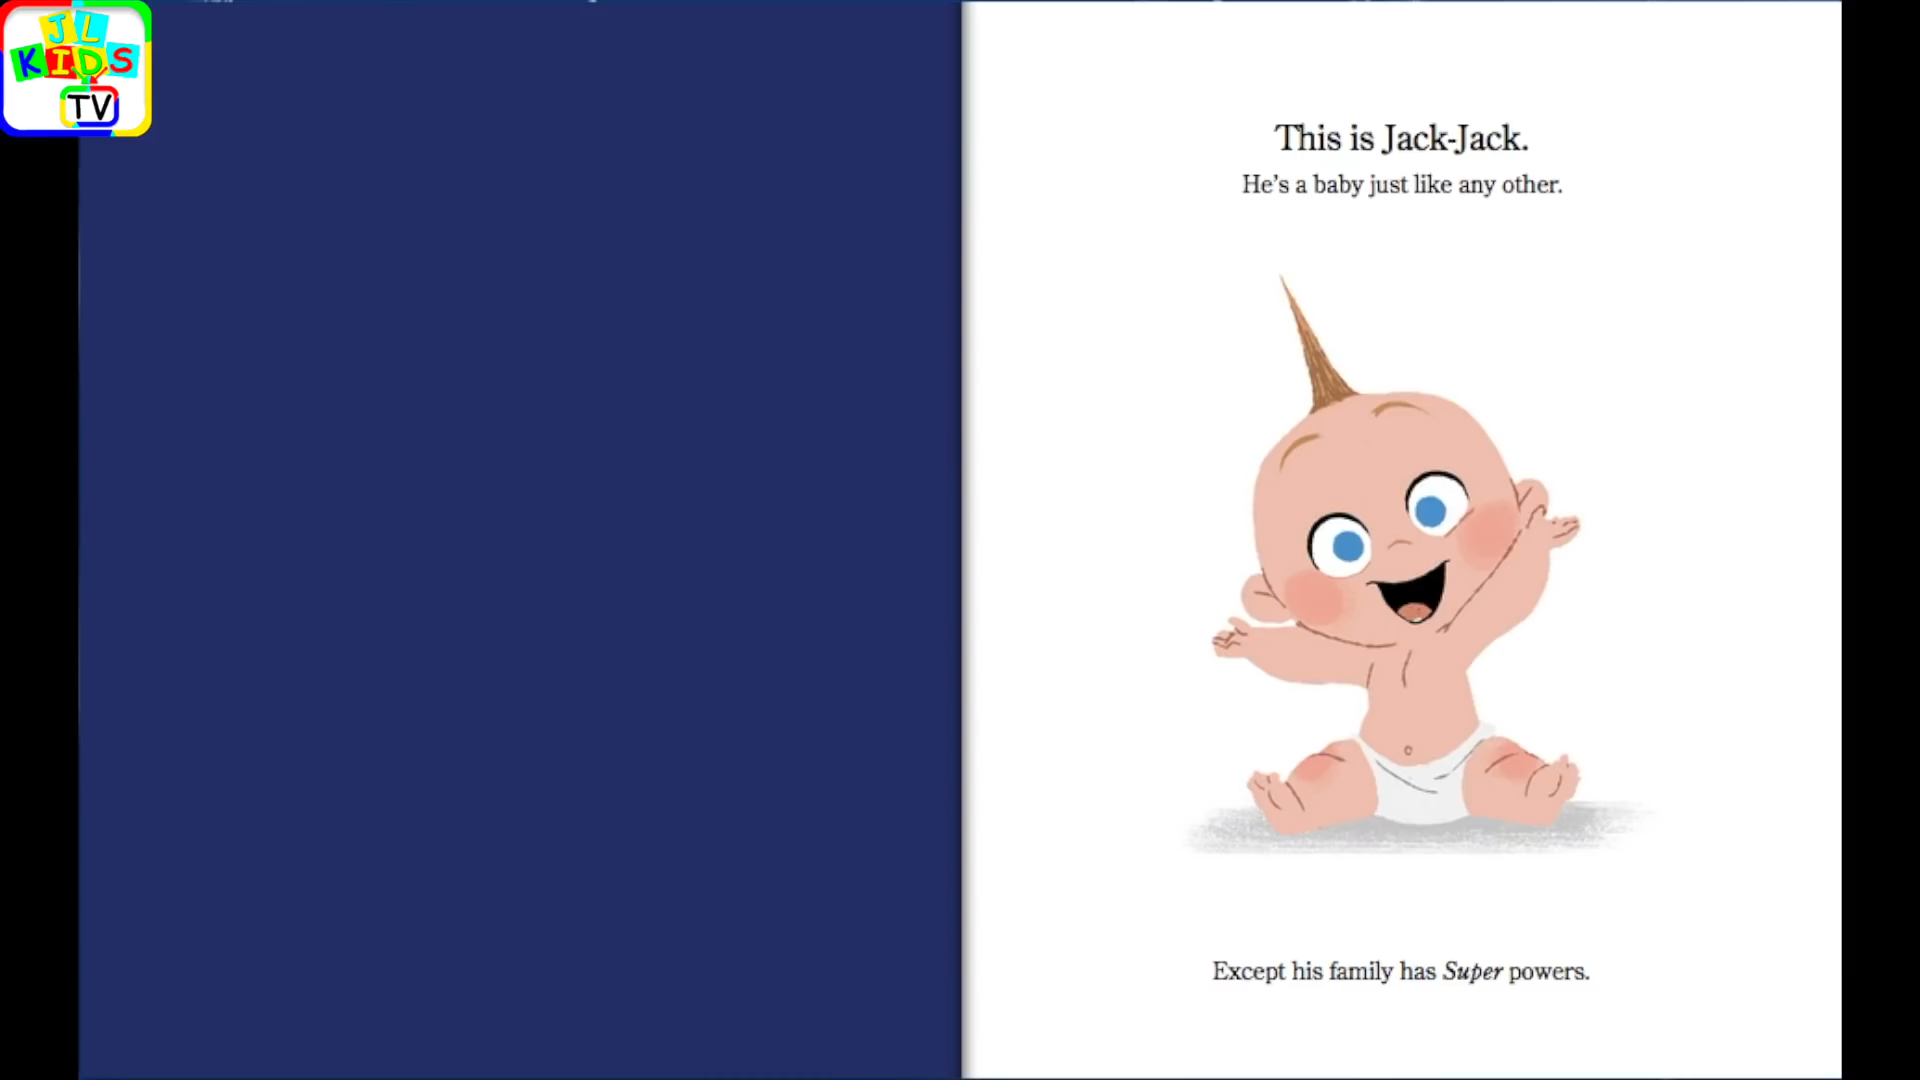 JL
KIDS
TV
This is Jack-Jack.
He's a baby just like any other.
Except his family has Super powers.